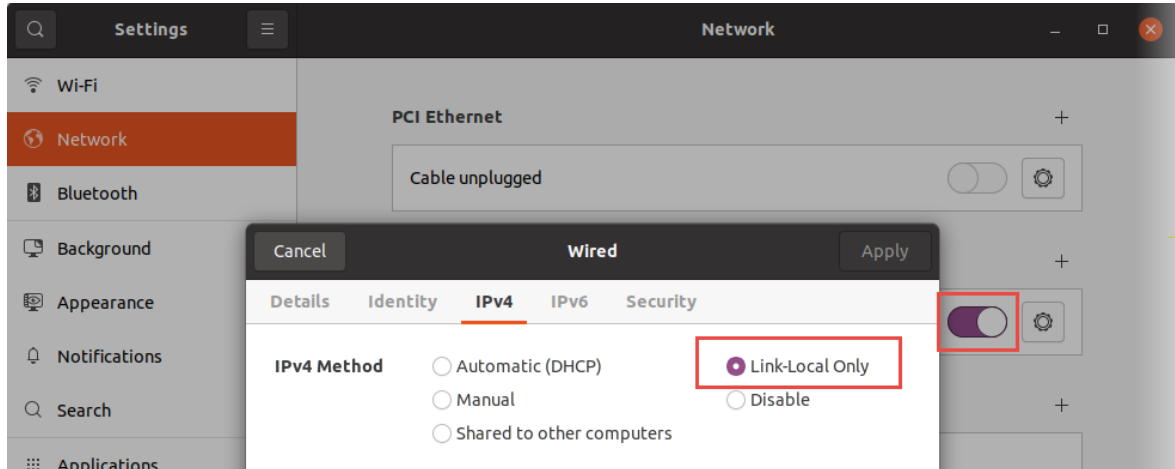 Settings
Network
Wi-Fi
Network
Bluetooth
Background
Appearance
Notifications
Search
Applications
PCI Ethernet
Cable unplugged
Cancel
Wired
Apply
Details Identity IPv4 IPv6 Security
IPv4 Method
Automatic (DHCP)
Link-Local Only
Manual
Disable
Shared to other computers